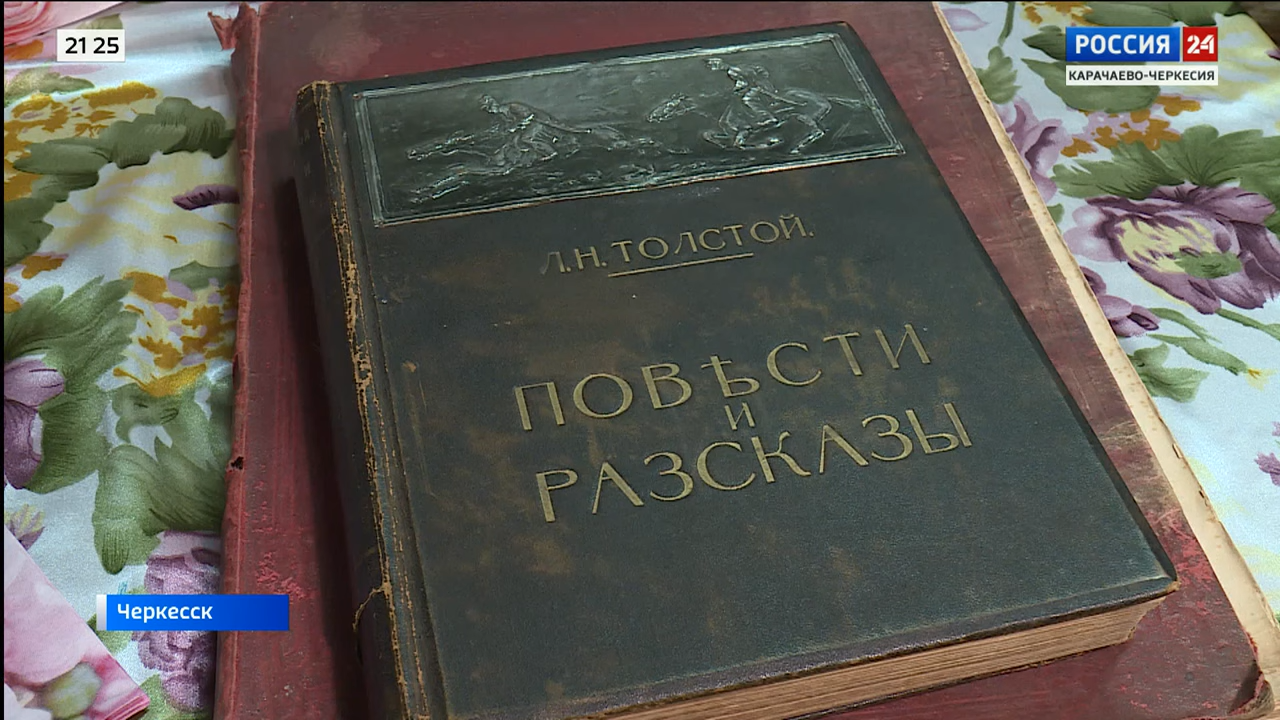 21 25
РОССИЯ 24
КАРАЧАЕВО-ЧЕРКЕСИЯ
Л.Н.ТОЛСТОЙ.
ПОВѢСТИ
И
РАЗСКАЗЫ
Черкесск